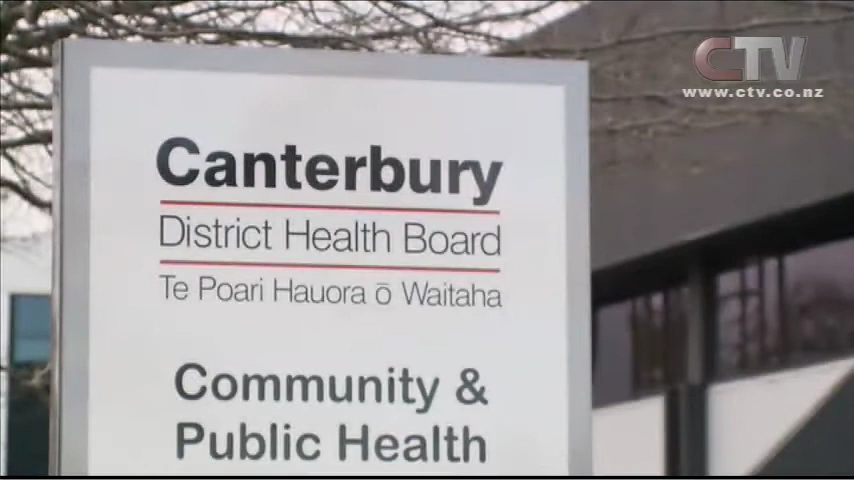 CTV
www.ctv.co.nz
Canterbury
District Health Board
Te Poari Hauora ō Waitaha
Community &
Public Health